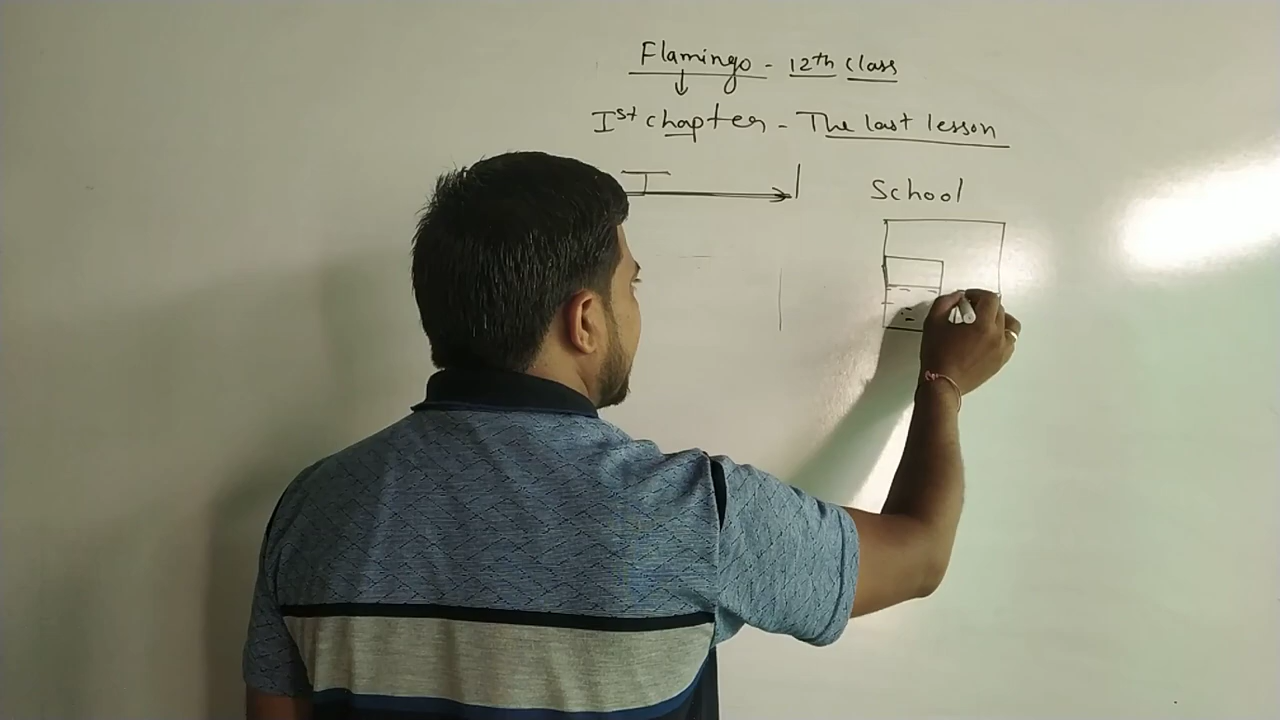 Flamingo - 12th class
Ist chapter - The last lesson
School